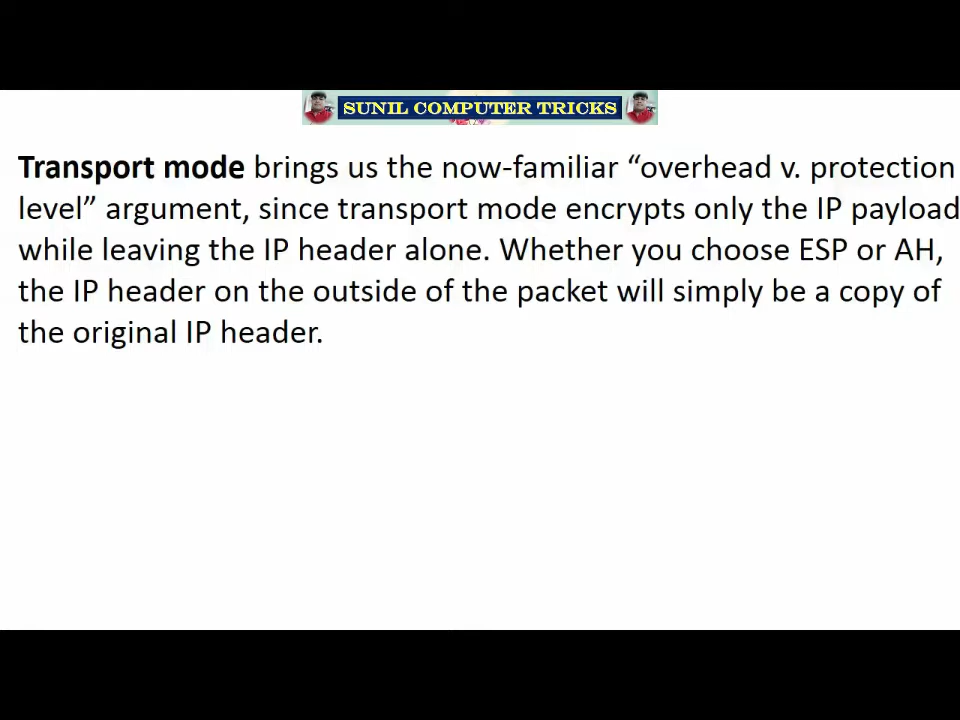 SUNIL COMPUTER TRICKS
Transport mode brings us the now-familiar “overhead v. protection
level” argument, since transport mode encrypts only the IP payload
while leaving the IP header alone. Whether you choose ESP or AH,
the IP header on the outside of the packet will simply be a copy of
the original IP header.